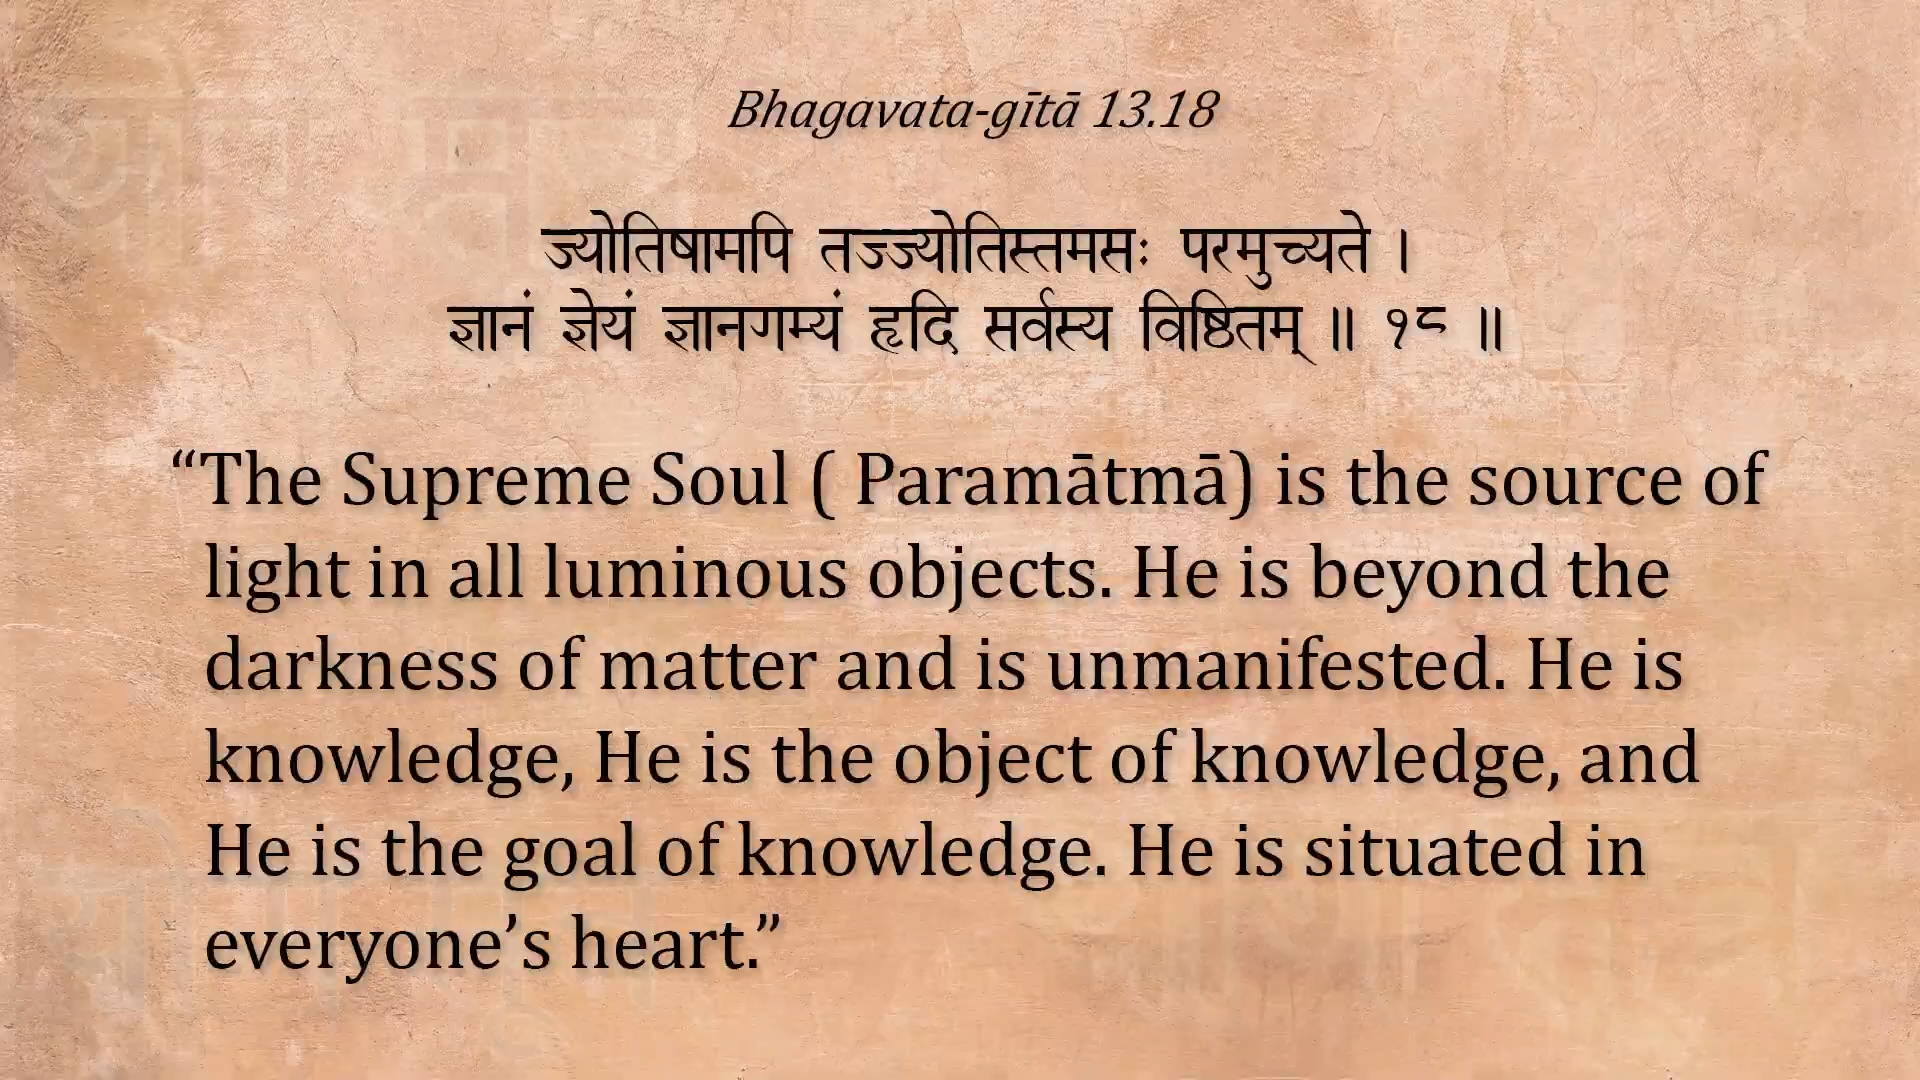 Bhagavata-gītā 13.18
ज्योतिषामपि तज्ज्योतिस्तमसः परमुच्यते ।
ज्ञानं ज्ञेयं ज्ञानगम्यं हृदि सर्वस्य विष्ठितम् ॥ १८ ॥
“The Supreme Soul ( Paramātmā) is the source of
light in all luminous objects. He is beyond the
darkness of matter and is unmanifested. He is
knowledge, He is the object of knowledge, and
He is the goal of knowledge. He is situated in
everyone’s heart.”